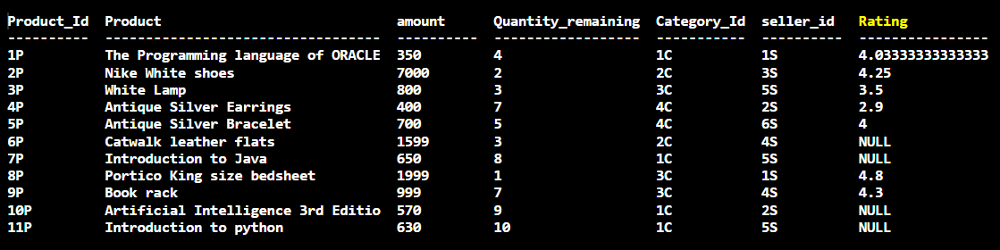 Product_Id  Product                             amount      Quantity_remaining  Category_Id  seller_id   Rating
----------  ----------------------------------  ----------  ------------------  -----------  ----------  ----------------
1P          The Programming language of ORACLE  350         4                   1C           1S          4.03333333333333
2P          Nike White shoes                    7000        2                   2C           3S          4.25
3P          White Lamp                          800         3                   3C           5S          3.5
4P          Antique Silver Earrings             400         7                   4C           2S          2.9
5P          Antique Silver Bracelet             700         5                   4C           6S          4
6P          Catwalk leather flats               1599        3                   2C           4S          NULL
7P          Introduction to Java                650         8                   1C           5S          NULL
8P          Portico King size bedsheet          1999        1                   3C           1S          4.8
9P          Book rack                           999         7                   3C           4S          4.3
10P         Artificial Intelligence 3rd Editio  570         9                   1C           2S          NULL
11P         Introduction to python              630         10                  1C           5S          NULL